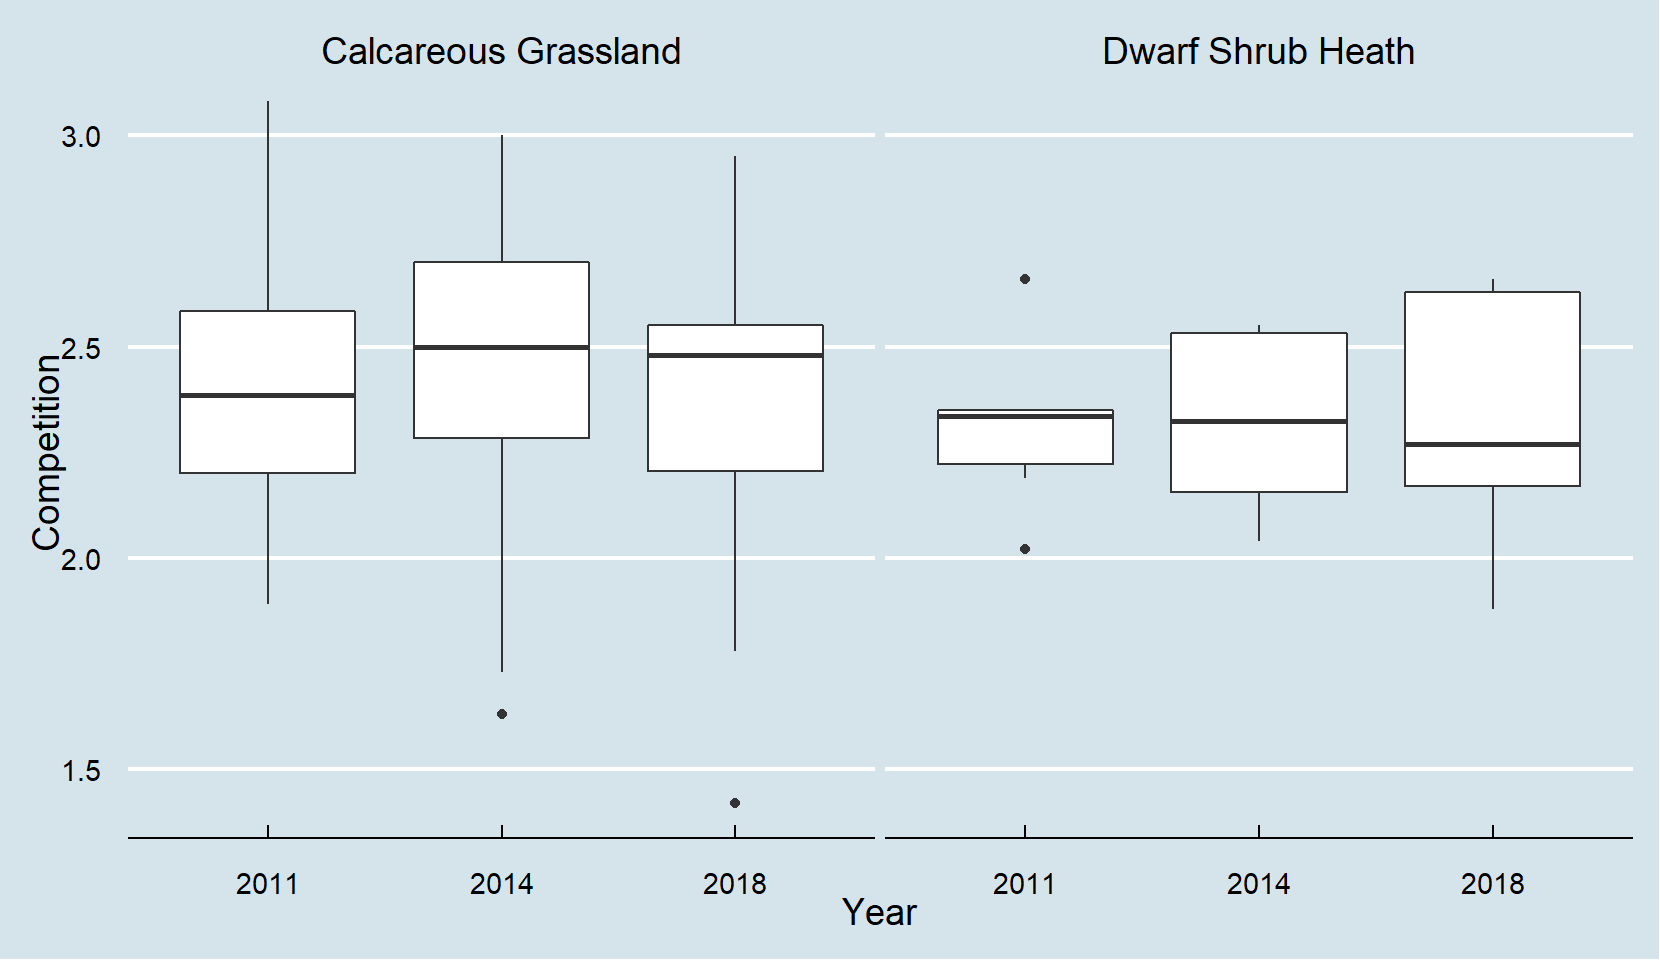 Calcareous Grassland
Dwarf Shrub Heath
Competition
3.0
2.5
2.0
1.5
2011 2014 2018 2011 2014 2018
Year